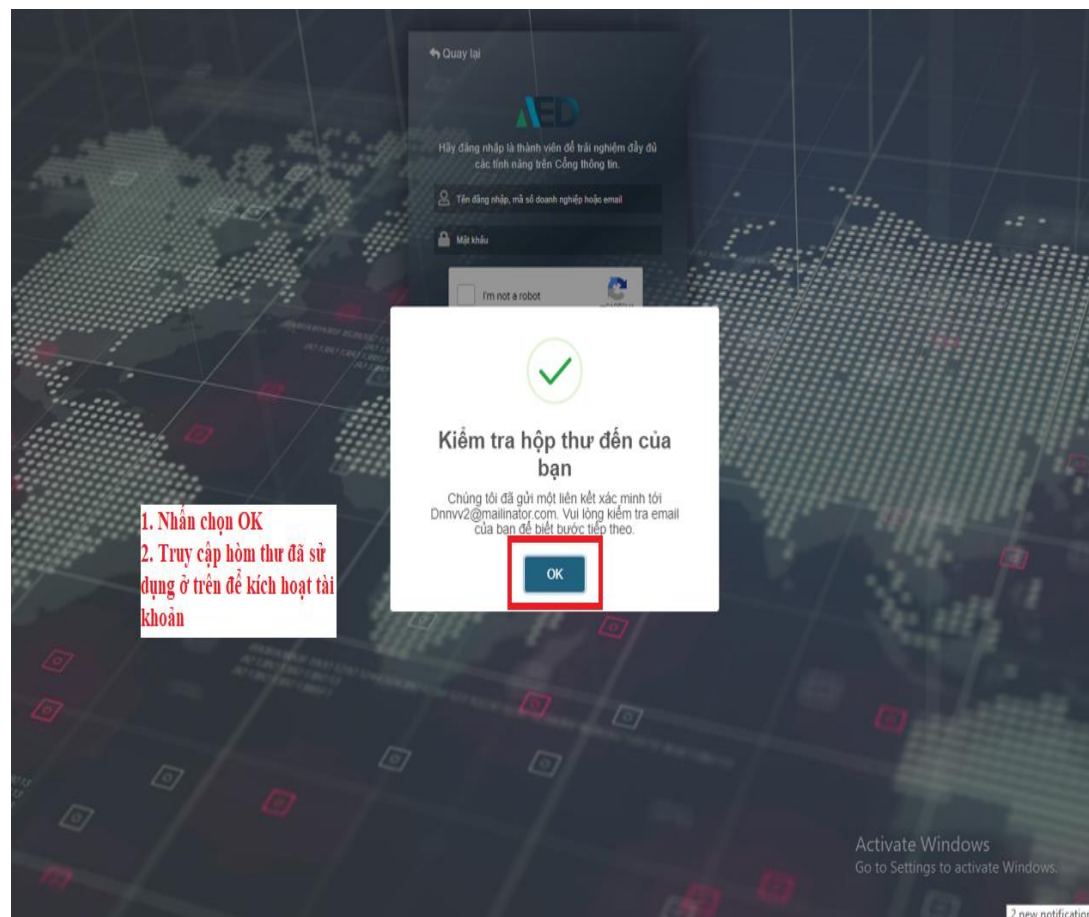 Quay lại
AED
Hãy đăng nhập là thành viên để trải nghiệm đầy đủ
các tính năng trên Cổng thông tin.
Tên đăng nhập, mã số doanh nghiệp hoặc email
Mật khẩu
I'm not a robot
Kiểm tra hộp thư đến của
bạn
Chúng tôi đã gửi một liên kết xác minh tới
Dnnvv2@mailinator.com. Vui lòng kiểm tra email
của bạn để biết bước tiếp theo.
OK
1. Nhấn chọn OK
2. Truy cập hòm thư đã sử
dụng ở trên để kích hoạt tài
khoản
Activate Windows
Go to Settings to activate Windows.
2 new notification